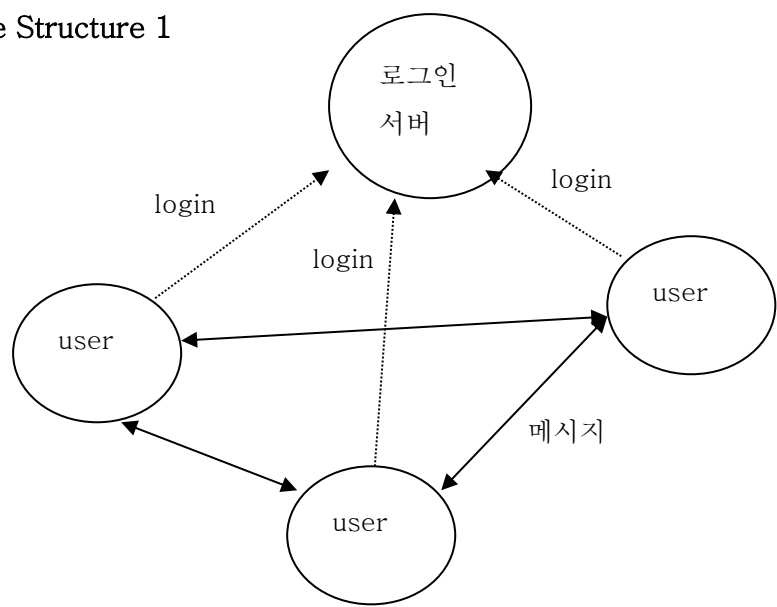 e Structure 1
로그인
서버
login
login
login
user
user
메시지
user